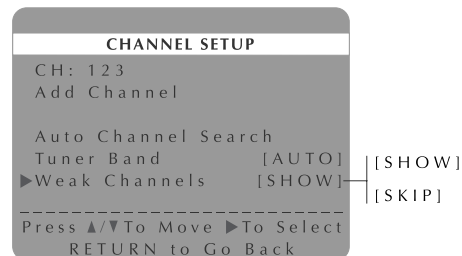 CHANNEL SETUP
CH: 123
Add Channel
Auto Channel Search
Tuner Band [AUTO]
▶Weak Channels [SHOW]
[SHOW]
[SKIP]
Press ▲/▼To Move ▶To Select
RETURN to Go Back